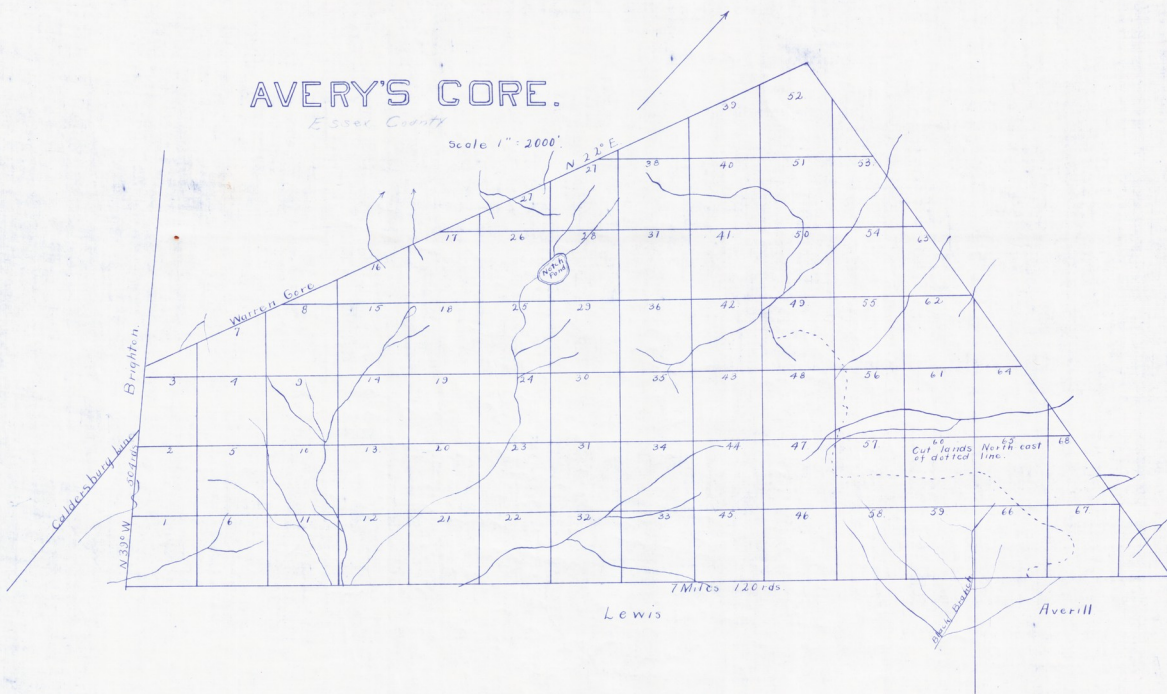 AVERY'S GORE.
Essex County
Scale 1" = 2000'.
N 22° E
52
39
27 38 40 51 53
27
17 26 28 37 41 50 54 63
16
Notch Pond
Warren Gore
8 15 18 25 29 36 42 49 55 62
7
Brighton
3 4 9 14 19 24 30 35 43 48 56 61 64
2 5 10 13 20 23 31 34 44 47 57 60 65 68
Cut lands North east
of dotted line.
Caldersbury Line
N 39° W
1 6 11 12 21 22 32 33 45 46 58 59 66 67
7 Miles 120 rds.
Lewis
Black Branch
Averill